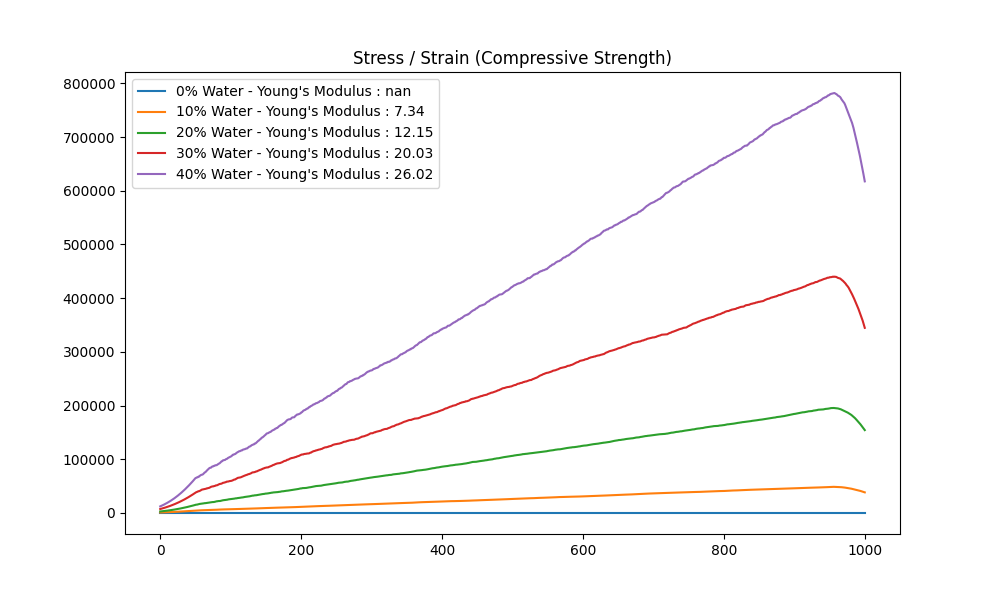 Stress / Strain (Compressive Strength)
800000
700000
600000
500000
400000
300000
200000
100000
0
0% Water - Young's Modulus : nan
10% Water - Young's Modulus : 7.34
20% Water - Young's Modulus : 12.15
30% Water - Young's Modulus : 20.03
40% Water - Young's Modulus : 26.02
0 200 400 600 800 1000